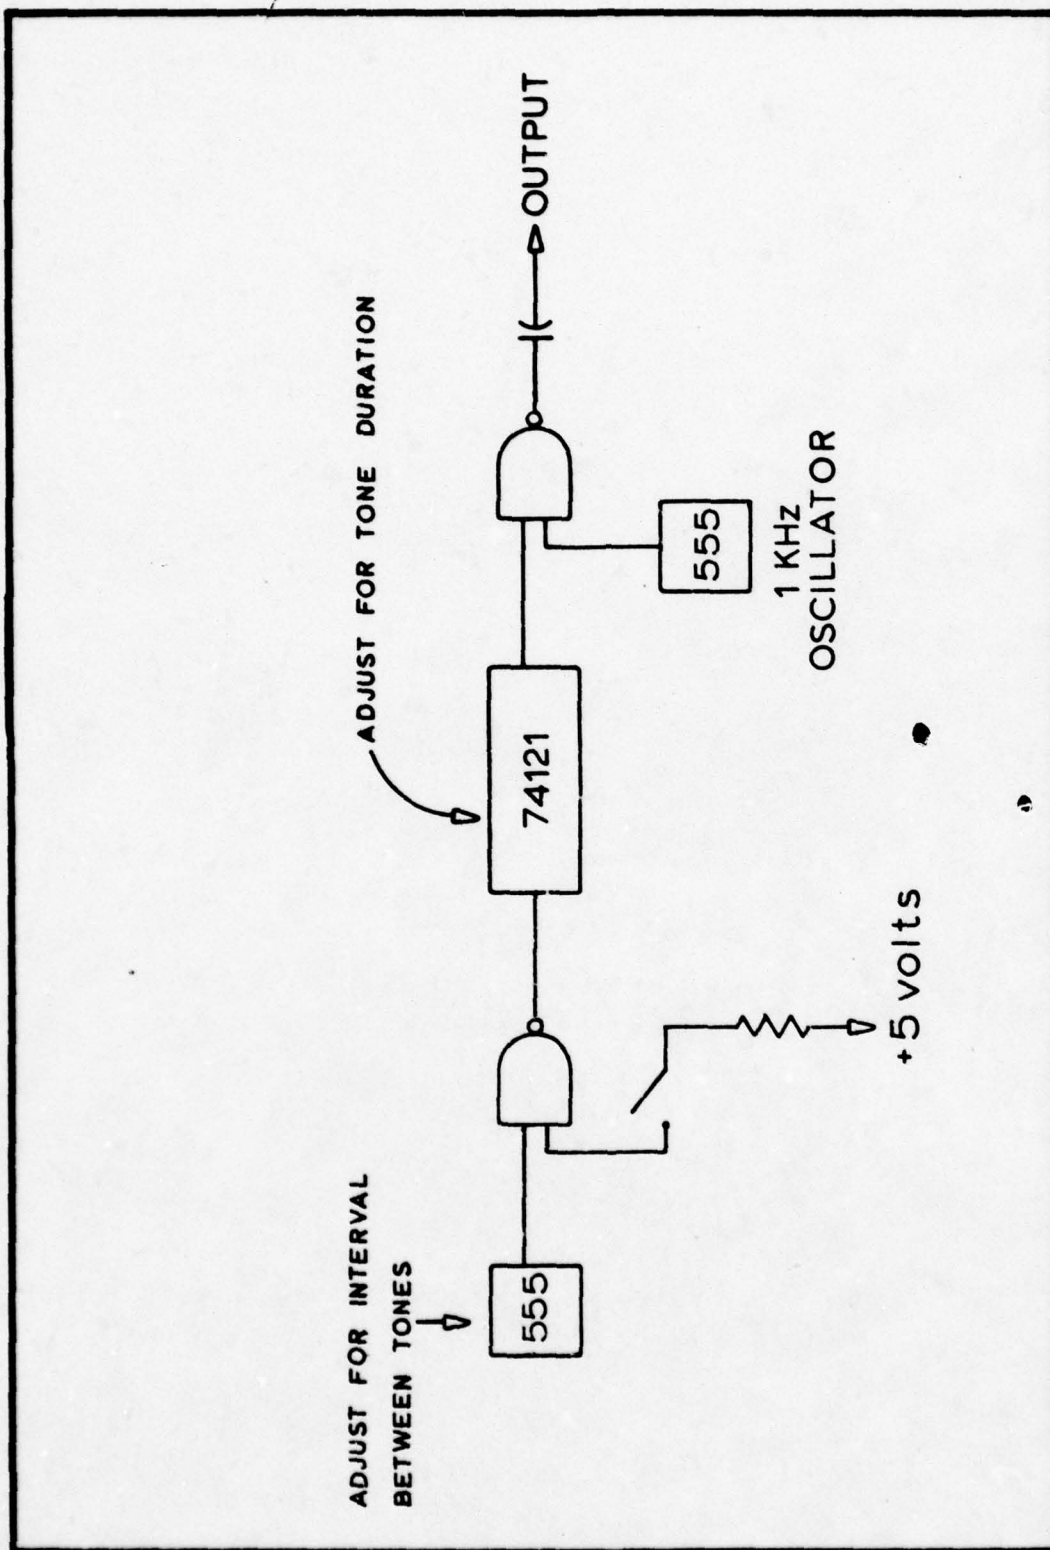 ADJUST FOR INTERVAL
BETWEEN TONES
555
+5 volts
ADJUST FOR TONE DURATION
74121
555
1 KHz
OSCILLATOR
OUTPUT